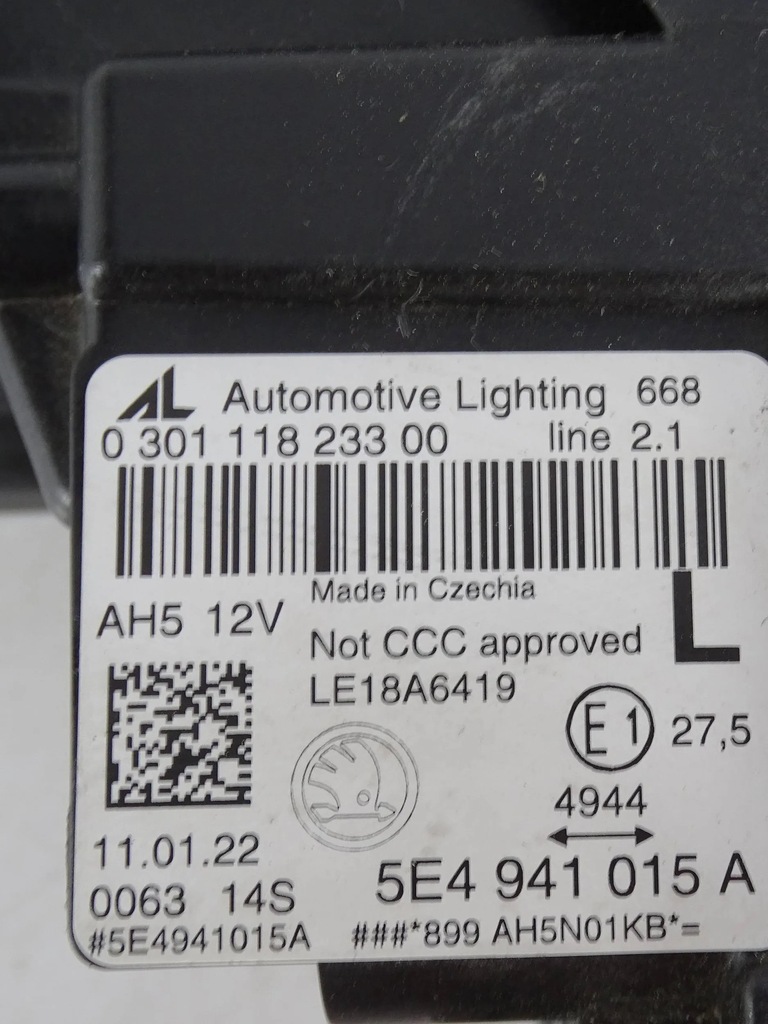 AL Automotive Lighting 668
0 301 118 233 00 line 2.1
Made in Czechia
AH5 12V
L
Not CCC approved
LE18A6419
E1 27,5
4944
11.01.22
5E4 941 015 A
0063 14S
#5E4941015A ###*899 AH5N01KB*=